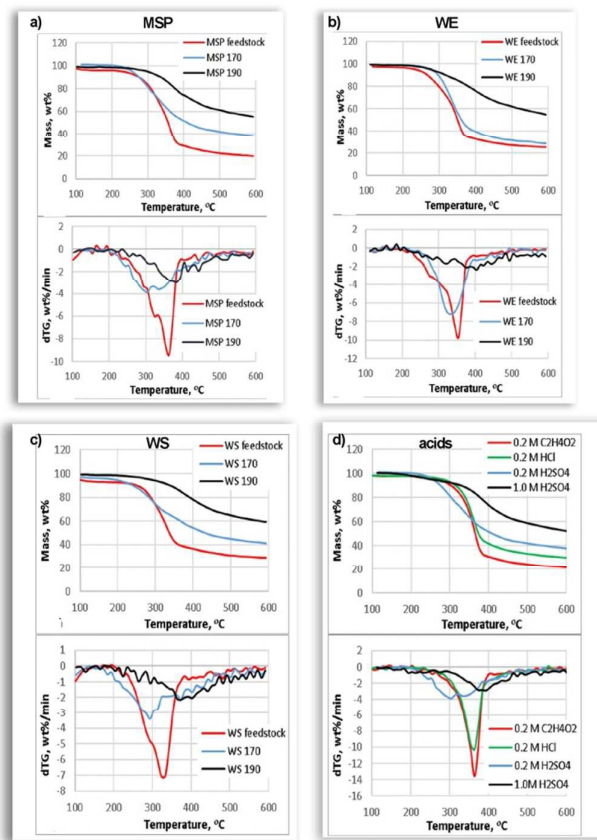 a)
MSP
120
100
80
60
40
20
0
Mass, wt%
MSP feedstock
MSP 170
MSP 190
100 200 300 400 500 600
Temperature, °C
2
0
-2
-4
-6
-8
-10
dTG, wt%/min
MSP feedstock
MSP 170
MSP 190
100 200 300 400 500 600
Temperature, °C
b)
WE
120
100
80
60
40
20
0
Mass, wt%
WE feedstock
WE 170
WE 190
100 200 300 400 500 600
Temperature, °C
2
0
-2
-4
-6
-8
-10
-12
dTG, wt%/min
WE feedstock
WE 170
WE 190
100 200 300 400 500 600
Temperature, °C
c)
WS
120
100
80
60
40
20
0
Mass, wt%
WS feedstock
WS 170
WS 190
100 200 300 400 500 600
Temperature, °C
1
0
-1
-2
-3
-4
-5
-6
-7
-8
dTG, wt%/min
WS feedstock
WS 170
WS 190
100 200 300 400 500 600
Temperature, °C
d)
acids
120
100
80
60
40
20
0
Mass, wt%
0.2 M C2H4O2
0.2 M HCl
0.2 M H2SO4
1.0 M H2SO4
100 200 300 400 500 600
Temperature, °C
2
0
-2
-4
-6
-8
-10
-12
-14
-16
dTG, wt%/min
0.2 M C2H4O2
0.2 M HCl
0.2 M H2SO4
1.0M H2SO4
100 200 300 400 500 600
Temperature, °C